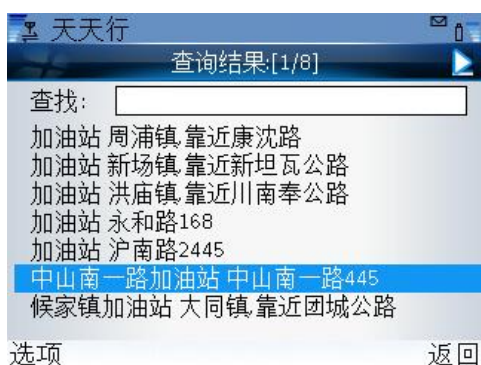 天天行
查询结果:[1/8]
查找:
加油站 周浦镇,靠近康沈路
加油站 新场镇,靠近新坦瓦公路
加油站 洪庙镇,靠近川南奉公路
加油站 永和路168
加油站 沪南路2445
中山南一路加油站 中山南一路445
候家镇加油站 大同镇,靠近团城公路
选项 返回